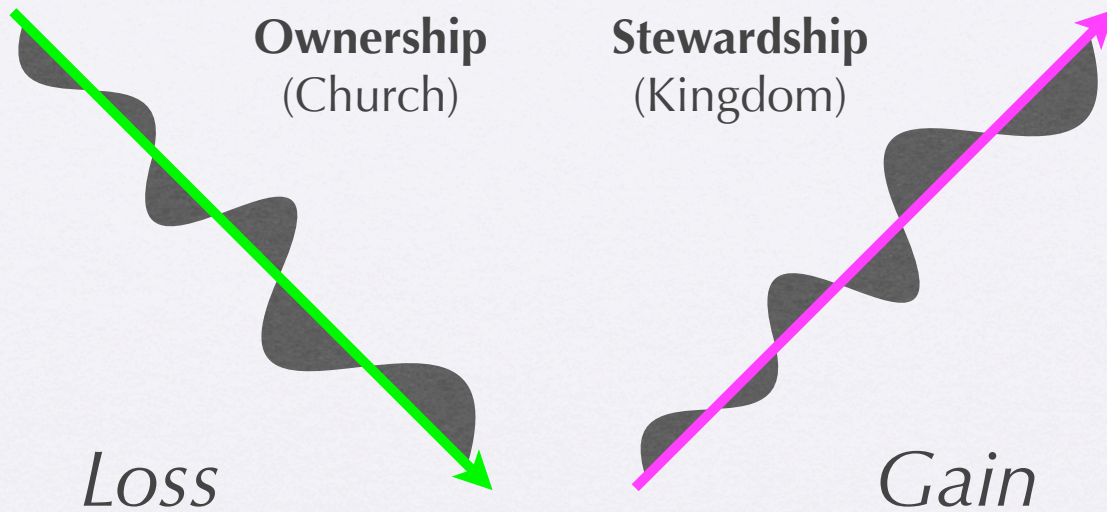 Ownership
(Church)
Stewardship
(Kingdom)
Loss
Gain